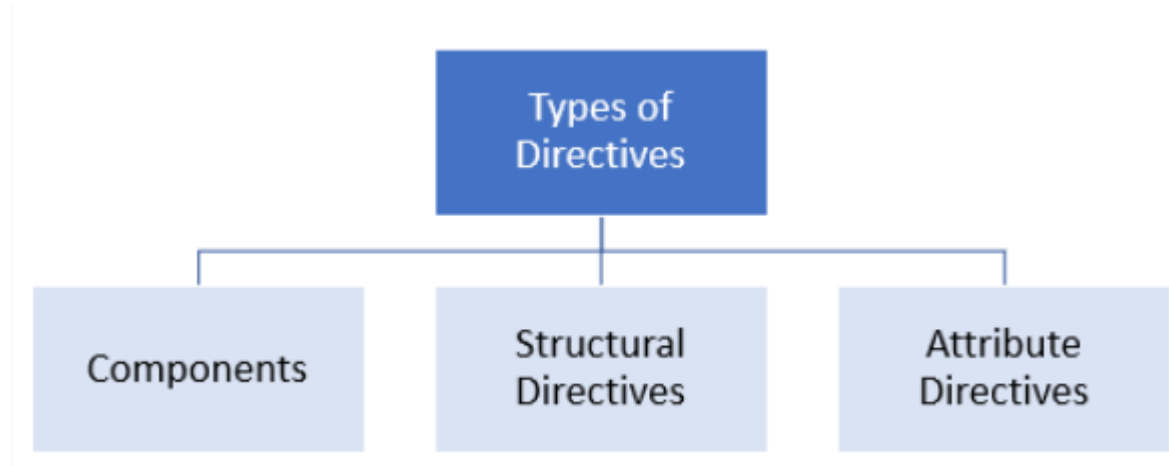 Types of
Directives
Components
Structural
Directives
Attribute
Directives